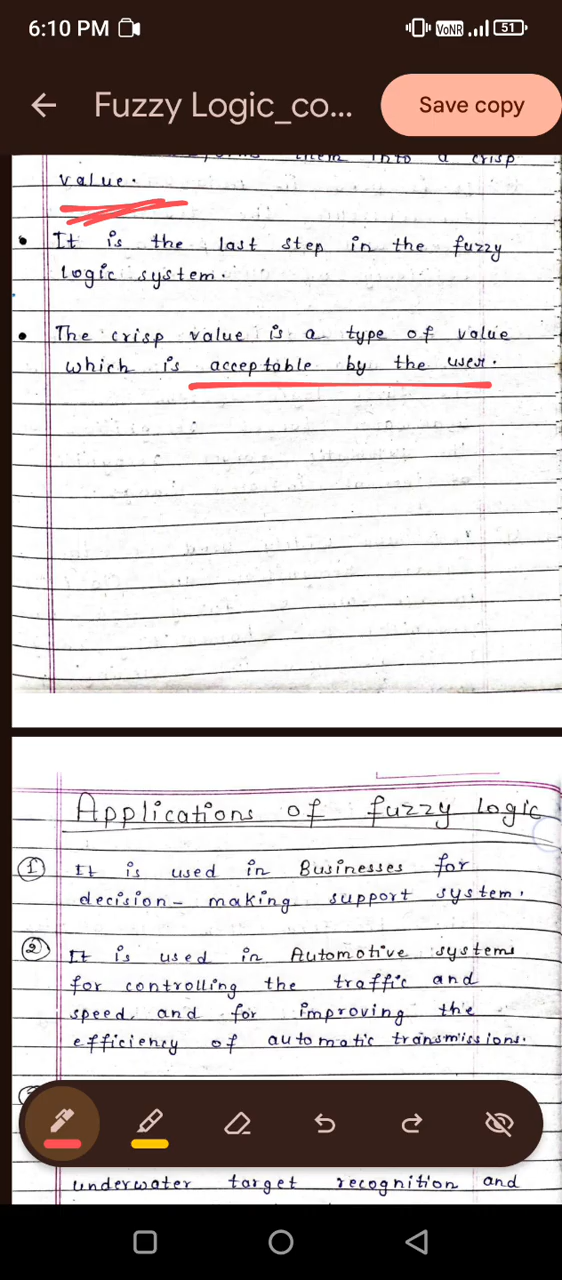 6:10 PM
VoNR
51
Fuzzy Logic_co...
Save copy
them into a crisp
value.
• It is the last step in the fuzzy
logic system.
• The crisp value is a type of value
which is acceptable by the user.
Applications of fuzzy Logic
① It is used in Businesses for
decision- making support system.
② It is used in Automotive systems
for controlling the traffic and
speed, and for improving the
efficiency of automatic transmissions.
underwater target recognition and